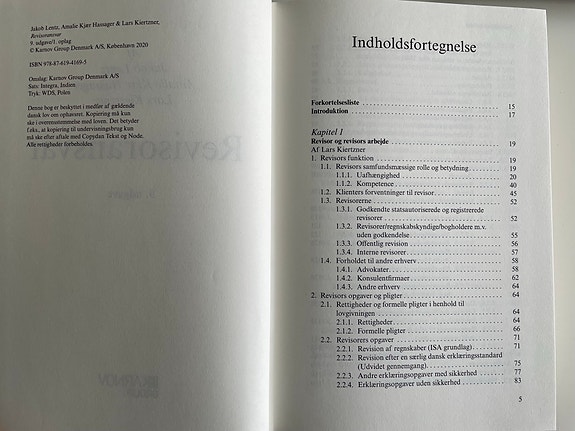 Jakob Lentz, Amalie Kjær Hassager & Lars Kiertzner,
Revisoransvar
9. udgave/1. oplag
© Karnov Group Denmark A/S, København 2020
ISBN 978-87-619-4169-5
Omslag: Karnov Group Denmark A/S
Sats: Integra, Indien
Tryk: WDS, Polen
Denne bog er beskyttet i medfør af gældende
dansk lov om ophavsret. Kopiering må kun
ske i overensstemmelse med loven. Det betyder
f.eks., at kopiering til undervisningsbrug kun
må ske efter aftale med Copydan Tekst og Node.
Alle rettigheder forbeholdes.
Indholdsfortegnelse
Forkortelsesliste 15
Introduktion 17
Kapitel 1
Revisor og revisors arbejde 19
Af Lars Kiertzner
1. Revisors funktion 19
1.1. Revisors samfundsmæssige rolle og betydning 19
1.1.1. Uafhængighed 20
1.1.2. Kompetence 40
1.2. Klienters forventninger til revisor 45
1.3. Revisorerne 52
1.3.1. Godkendte statsautoriserede og registrerede
revisorer 52
1.3.2. Revisorer/regnskabskyndige/bogholdere m.v.
uden godkendelse 55
1.3.3. Offentlig revision 56
1.3.4. Interne revisorer 57
1.4. Forholdet til andre erhverv 58
1.4.1. Advokater 58
1.4.2. Konsulentfirmaer 62
1.4.3. Andre erhverv 64
2. Revisors opgaver og pligter 64
2.1. Rettigheder og formelle pligter i henhold til
lovgivningen 64
2.1.1. Rettigheder 64
2.1.2. Formelle pligter 66
2.2. Revisorers opgaver 71
2.2.1. Revision af regnskaber (ISA grundlag) 71
2.2.2. Revision efter en særlig dansk erklæringsstandard
(Udvidet gennemgang) 75
2.2.3. Andre erklæringsopgaver med sikkerhed 77
2.2.4. Erklæringsopgaver uden sikkerhed 83
5